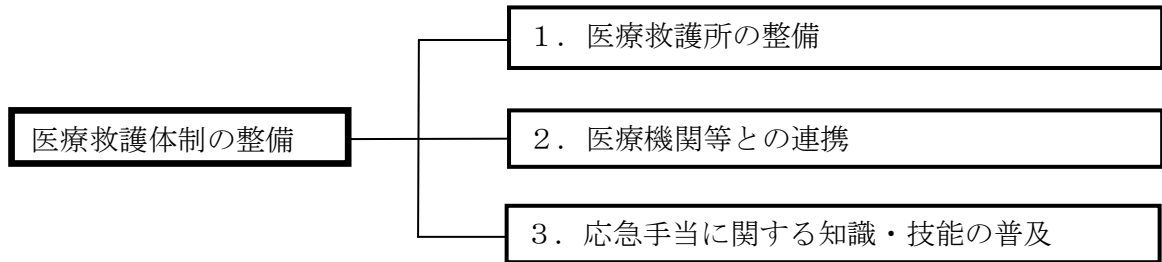 １．医療救護所の整備
医療救護体制の整備
２．医療機関等との連携
３．応急手当に関する知識・技能の普及